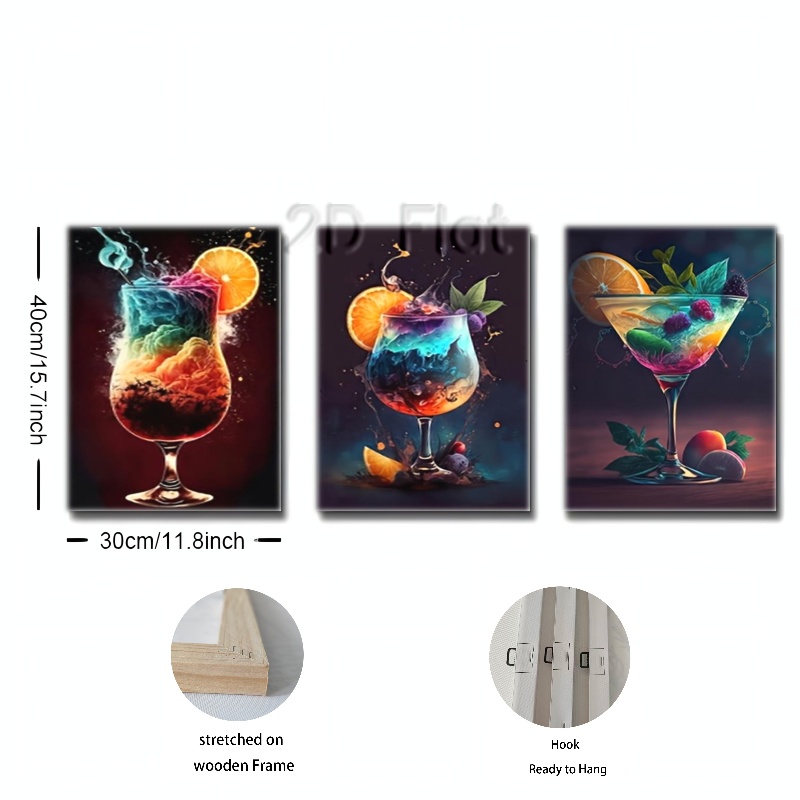 2D Flat
40cm/15.7inch
30cm/11.8inch
stretched on
wooden Frame
Hook
Ready to Hang